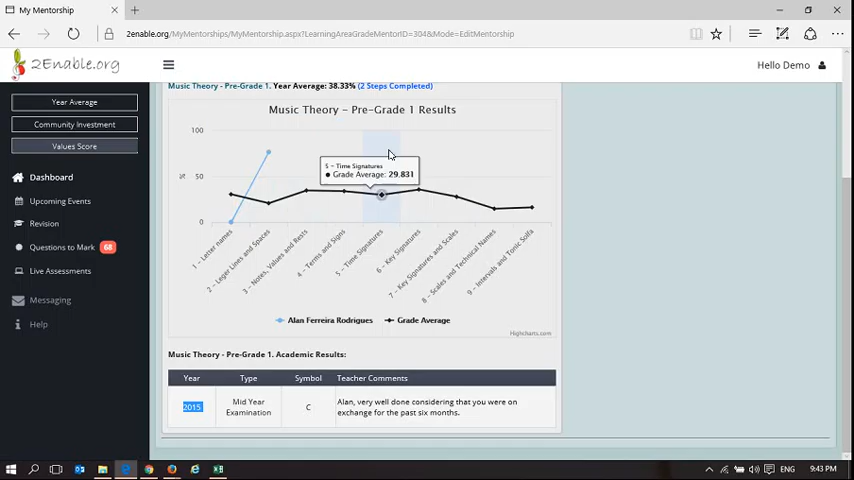 My Mentorship
2enable.org/MyMentorships/MyMentorship.aspx?LearningAreaGradeMentorID=304&Mode=EditMentorship
2Enable.org
Hello Demo
Year Average
Community Investment
Values Score
Dashboard
Upcoming Events
Revision
Questions to Mark 68
Live Assessments
Messaging
Help
Music Theory - Pre-Grade 1. Year Average: 38.33% (2 Steps Completed)
Music Theory – Pre-Grade 1 Results
100
50
0
%
5 – Time Signatures
Grade Average: 29.831
1 – Letter names
2 – Leger Lines and Spaces
3 – Notes, Values and Rests
4 – Terms and Signs
5 – Time Signatures
6 – Key Signatures
7 – Key Signatures and Scales
8 – Scales and Technical Names
9 – Intervals and Tonic Solfa
Alan Ferreira Rodrigues
Grade Average
Highcharts.com
Music Theory - Pre-Grade 1. Academic Results:
Year Type Symbol Teacher Comments
2015 Mid Year Examination C Alan, very well done considering that you were on
exchange for the past six months.
ENG
9:43 PM